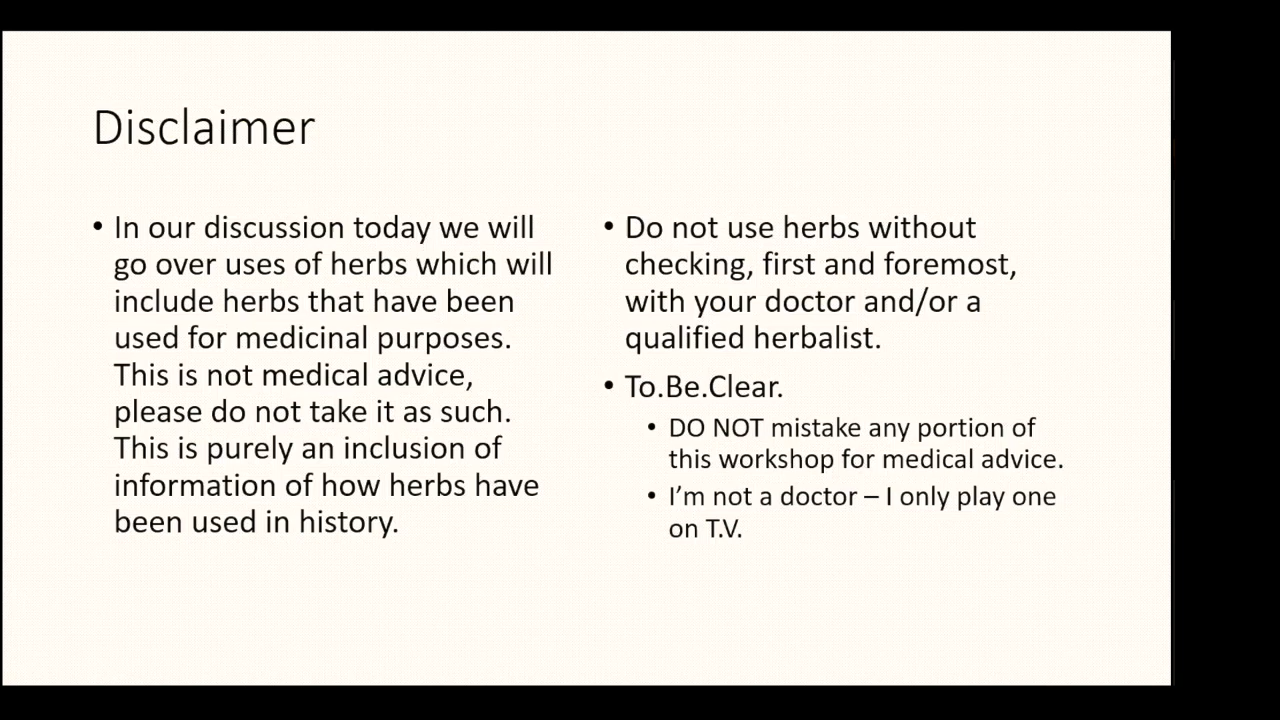 Disclaimer
• In our discussion today we will
go over uses of herbs which will
include herbs that have been
used for medicinal purposes.
This is not medical advice,
please do not take it as such.
This is purely an inclusion of
information of how herbs have
been used in history.
• Do not use herbs without
checking, first and foremost,
with your doctor and/or a
qualified herbalist.
• To.Be.Clear.
• DO NOT mistake any portion of
this workshop for medical advice.
• I’m not a doctor – I only play one
on T.V.